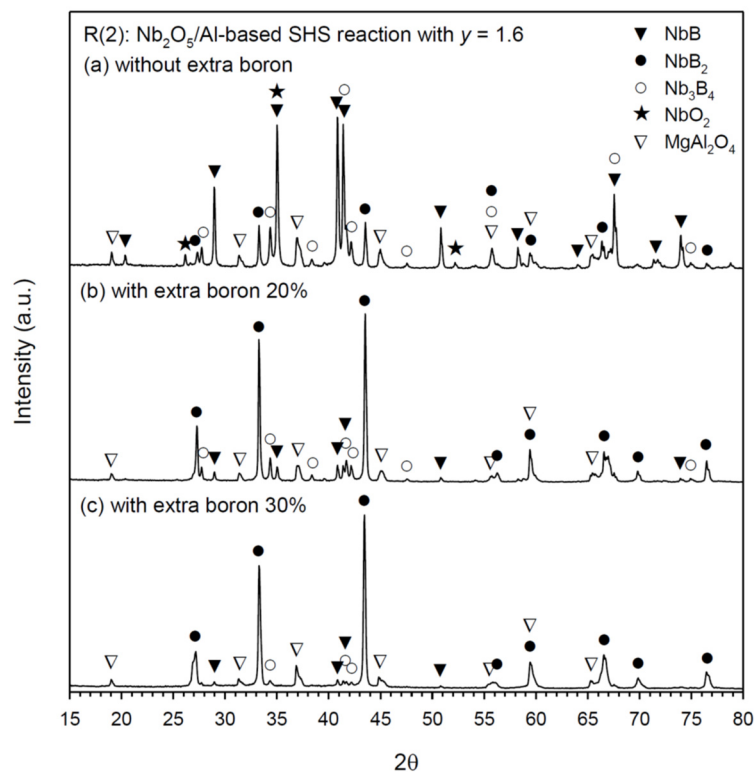 R(2): Nb₂O₅/Al-based SHS reaction with y = 1.6
(a) without extra boron
NbB
NbB₂
Nb₃B₄
NbO₂
MgAl₂O₄
(b) with extra boron 20%
(c) with extra boron 30%
Intensity (a.u.)
15 20 25 30 35 40 45 50 55 60 65 70 75 80
2θ